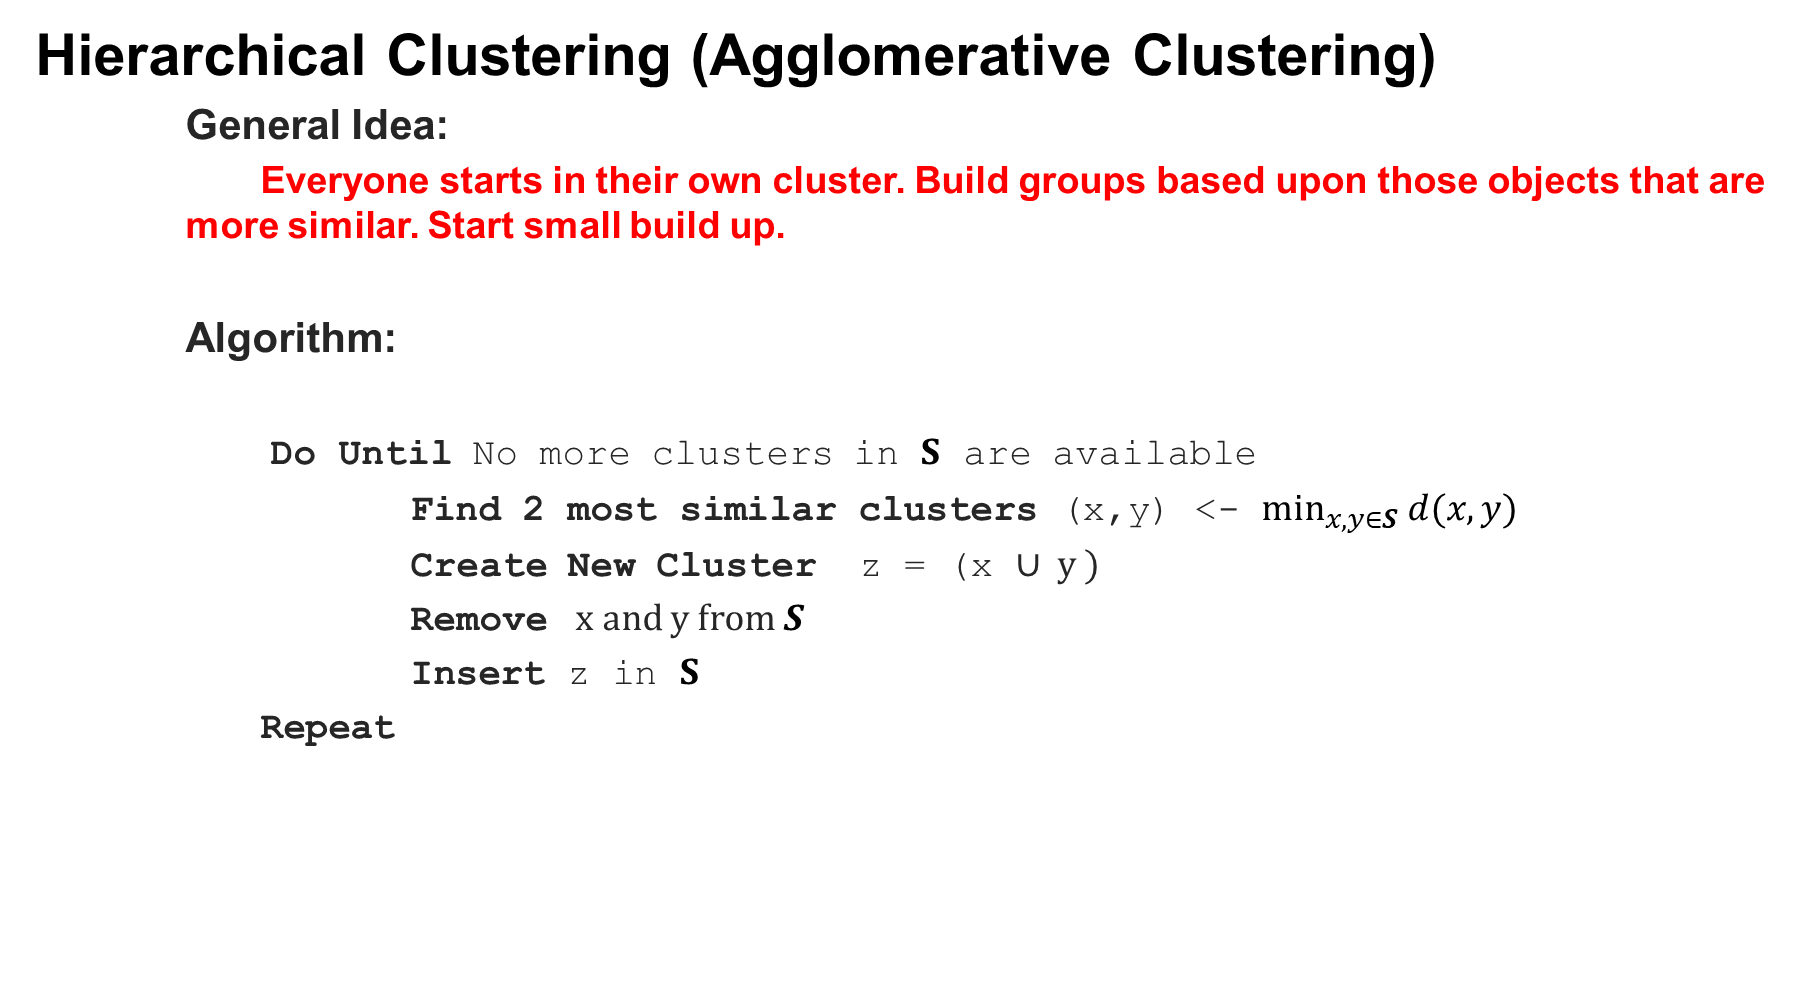 Hierarchical Clustering (Agglomerative Clustering)
General Idea:
Everyone starts in their own cluster. Build groups based upon those objects that are
more similar. Start small build up.
Algorithm:
Do Until No more clusters in S are available
Find 2 most similar clusters (x,y) <- min_{x,y∈S} d(x,y)
Create New Cluster z = (x ∪ y)
Remove x and y from S
Insert z in S
Repeat